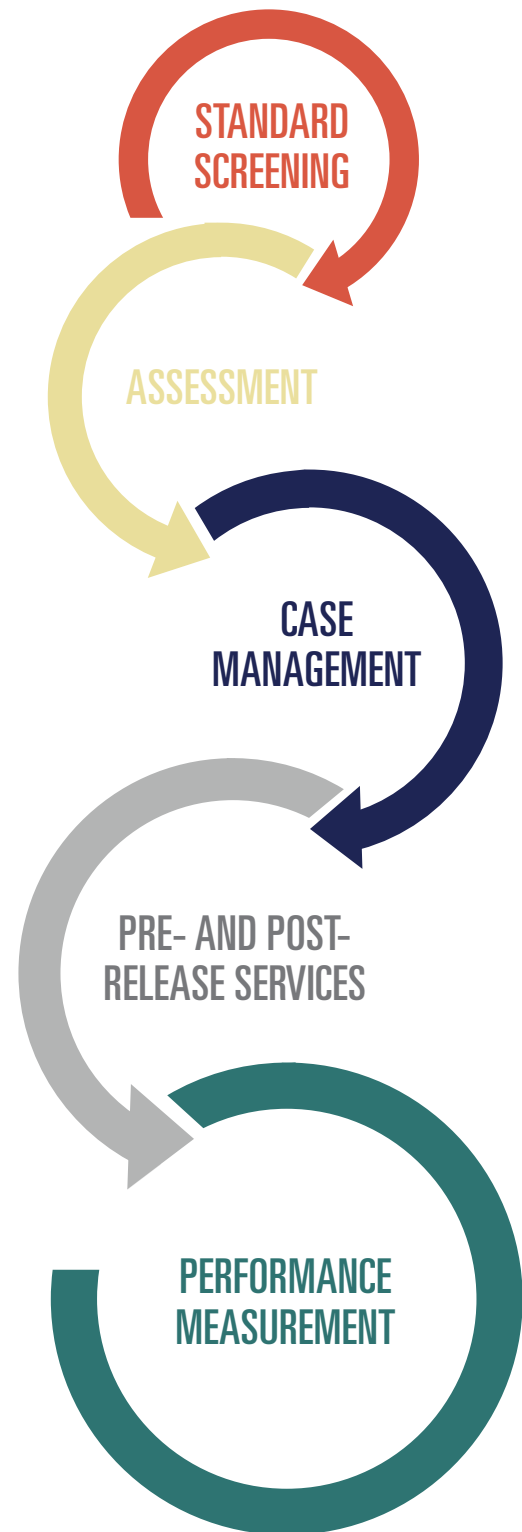 STANDARD
SCREENING
ASSESSMENT
CASE
MANAGEMENT
PRE- AND POST-
RELEASE SERVICES
PERFORMANCE
MEASUREMENT